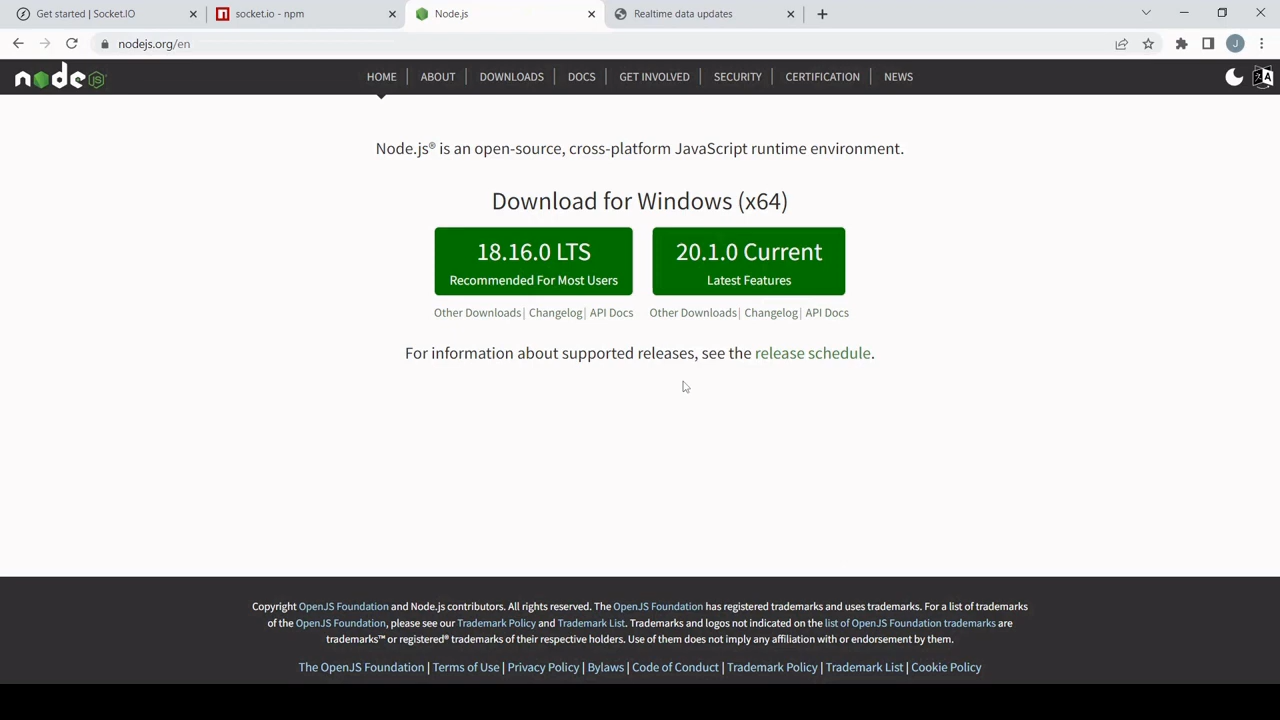 Get started | Socket.IO
socket.io - npm
Node.js
Realtime data updates
nodejs.org/en
J
node JS
HOME
ABOUT
DOWNLOADS
DOCS
GET INVOLVED
SECURITY
CERTIFICATION
NEWS
Node.js® is an open-source, cross-platform JavaScript runtime environment.
Download for Windows (x64)
18.16.0 LTS
Recommended For Most Users
20.1.0 Current
Latest Features
Other Downloads | Changelog | API Docs
Other Downloads | Changelog | API Docs
For information about supported releases, see the release schedule.
Copyright OpenJS Foundation and Node.js contributors. All rights reserved. The OpenJS Foundation has registered trademarks and uses trademarks. For a list of trademarks
of the OpenJS Foundation, please see our Trademark Policy and Trademark List. Trademarks and logos not indicated on the list of OpenJS Foundation trademarks are
trademarks™ or registered® trademarks of their respective holders. Use of them does not imply any affiliation with or endorsement by them.
The OpenJS Foundation | Terms of Use | Privacy Policy | Bylaws | Code of Conduct | Trademark Policy | Trademark List | Cookie Policy